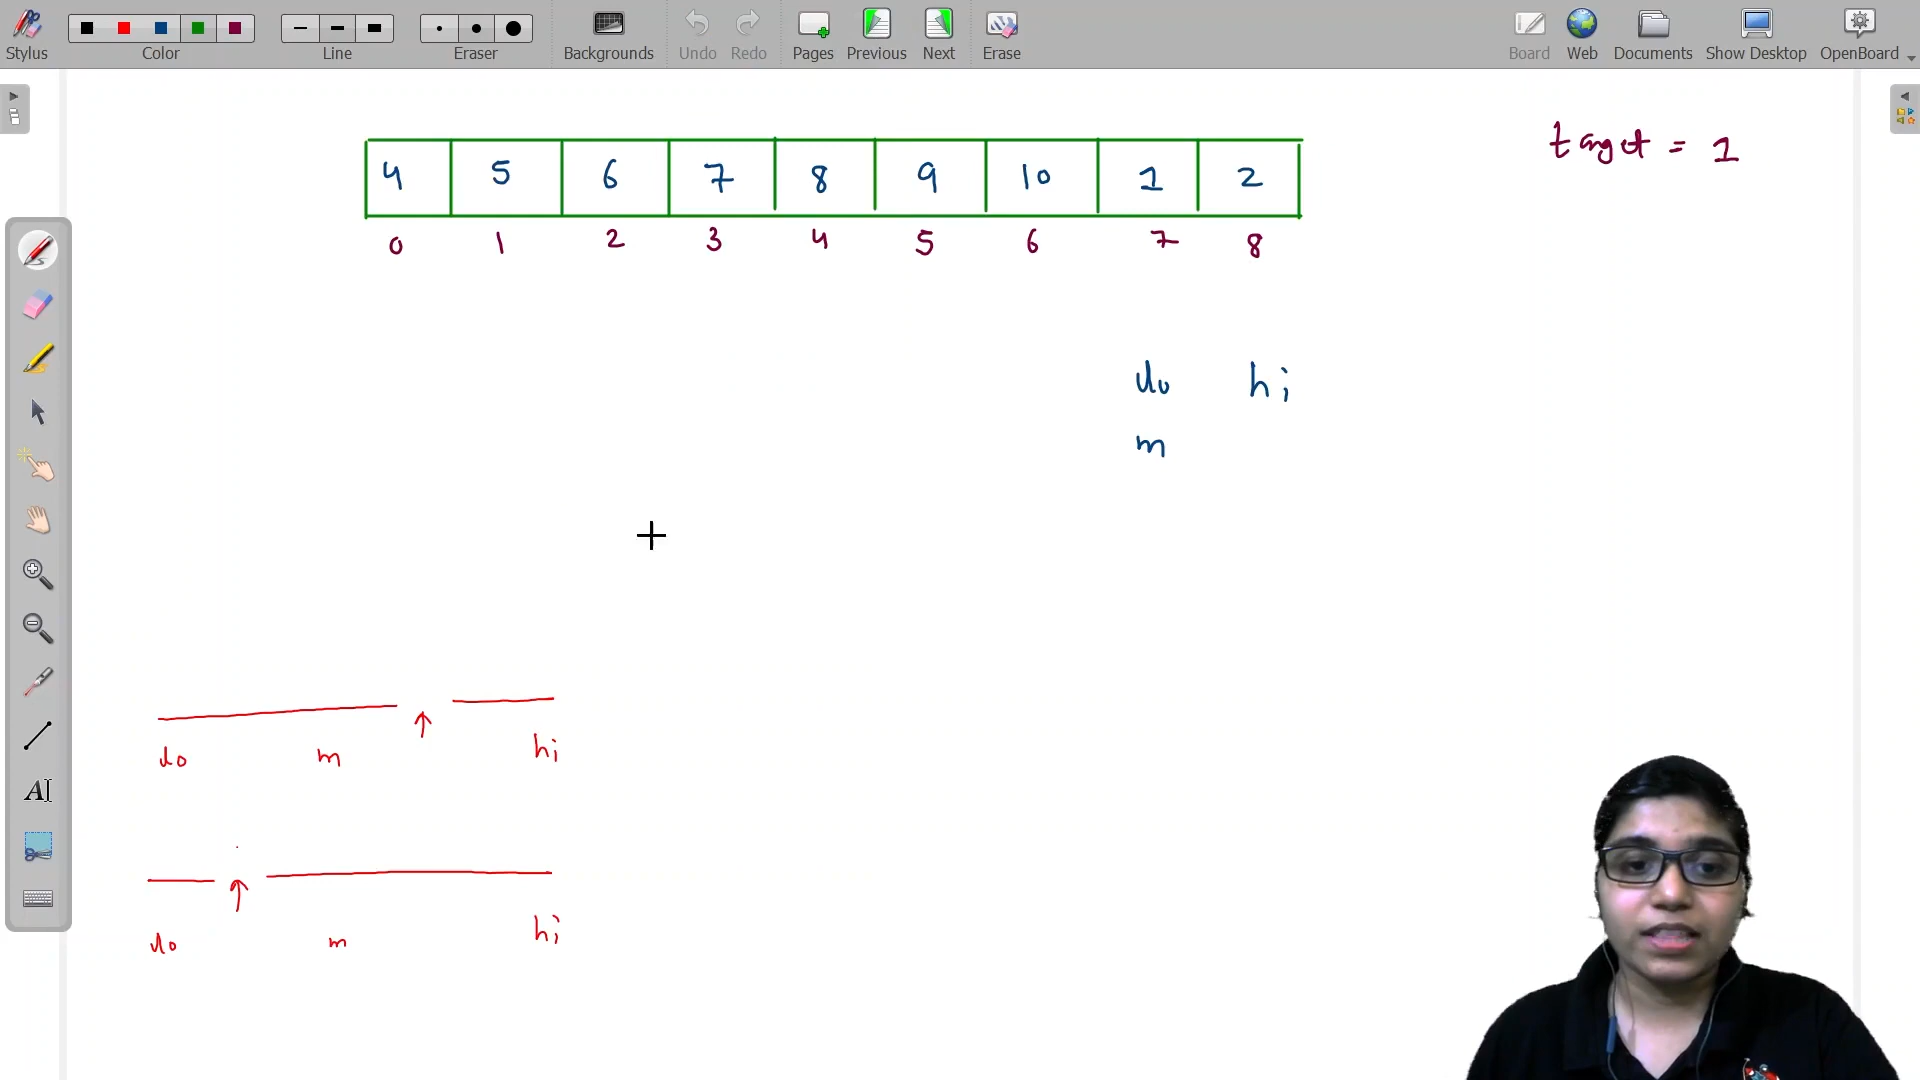 Stylus Color Line Eraser Backgrounds Undo Redo Pages Previous Next Erase Board Web Documents Show Desktop OpenBoard
target = 1
4 5 6 7 8 9 10 1 2
0 1 2 3 4 5 6 7 8
lo hi
m
lo m hi
lo m hi
AI